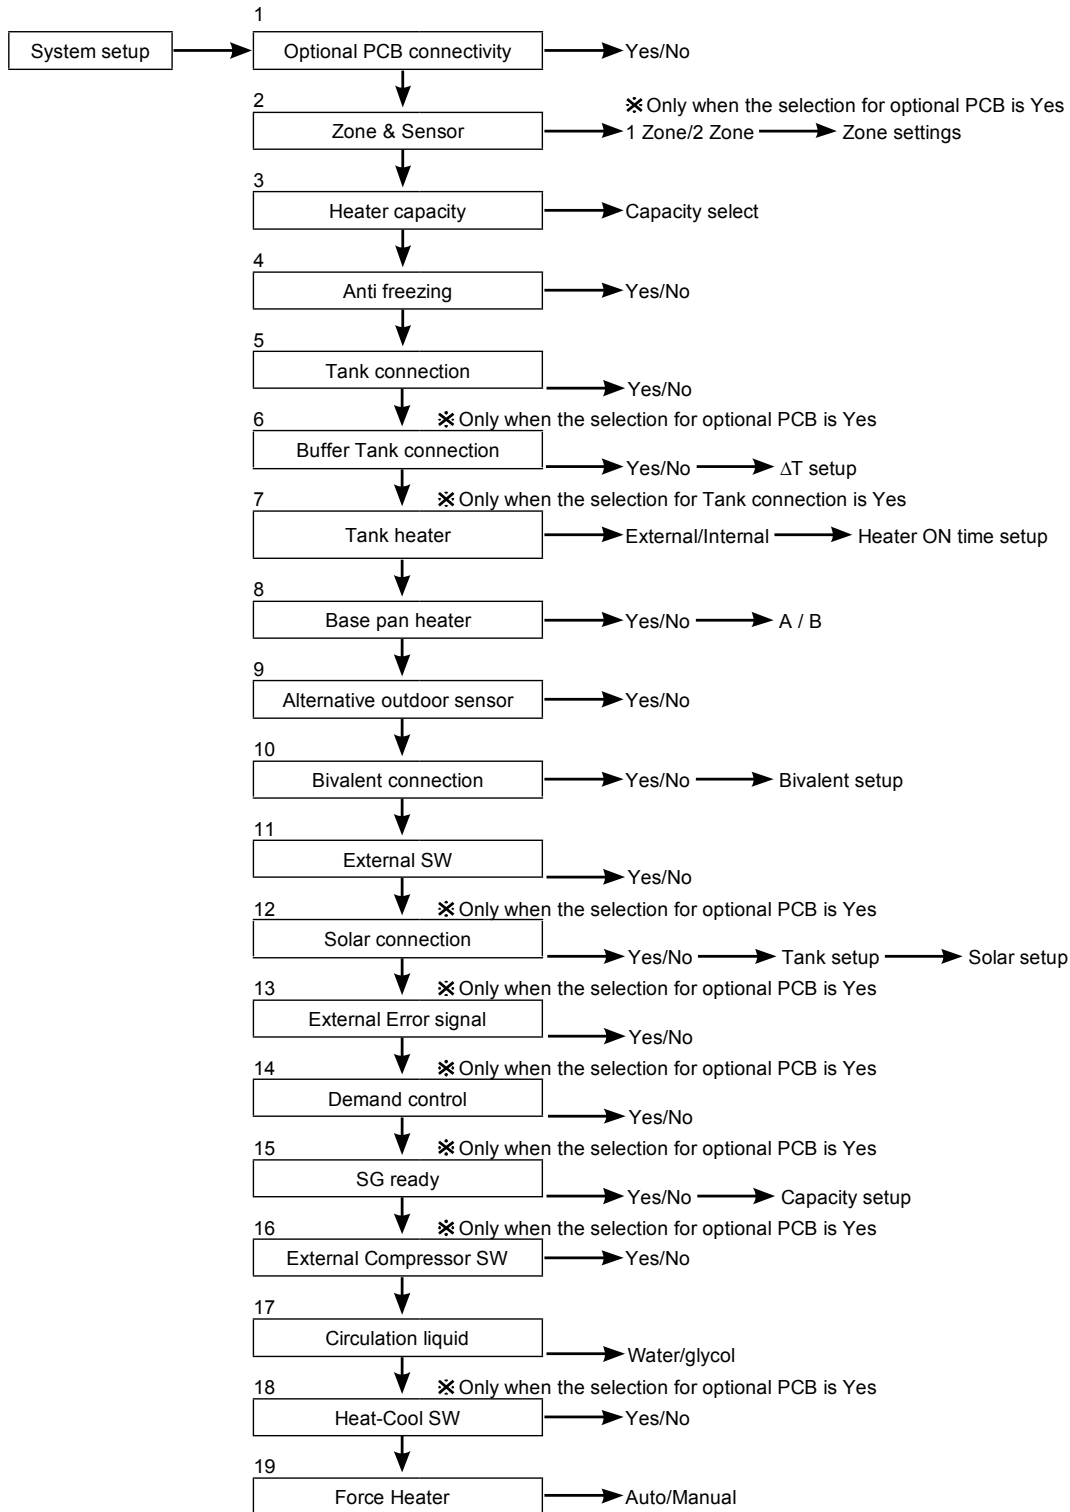 1
System setup
Optional PCB connectivity
Yes/No
2
※ Only when the selection for optional PCB is Yes
Zone & Sensor
1 Zone/2 Zone
Zone settings
3
Heater capacity
Capacity select
4
Anti freezing
Yes/No
5
Tank connection
Yes/No
6
※ Only when the selection for optional PCB is Yes
Buffer Tank connection
Yes/No
ΔT setup
7
※ Only when the selection for Tank connection is Yes
Tank heater
External/Internal
Heater ON time setup
8
Base pan heater
Yes/No
A / B
9
Alternative outdoor sensor
Yes/No
10
Bivalent connection
Yes/No
Bivalent setup
11
External SW
Yes/No
12
※ Only when the selection for optional PCB is Yes
Solar connection
Yes/No
Tank setup
Solar setup
13
※ Only when the selection for optional PCB is Yes
External Error signal
Yes/No
14
※ Only when the selection for optional PCB is Yes
Demand control
Yes/No
15
※ Only when the selection for optional PCB is Yes
SG ready
Yes/No
Capacity setup
16
※ Only when the selection for optional PCB is Yes
External Compressor SW
Yes/No
17
Circulation liquid
Water/glycol
18
※ Only when the selection for optional PCB is Yes
Heat-Cool SW
Yes/No
19
Force Heater
Auto/Manual